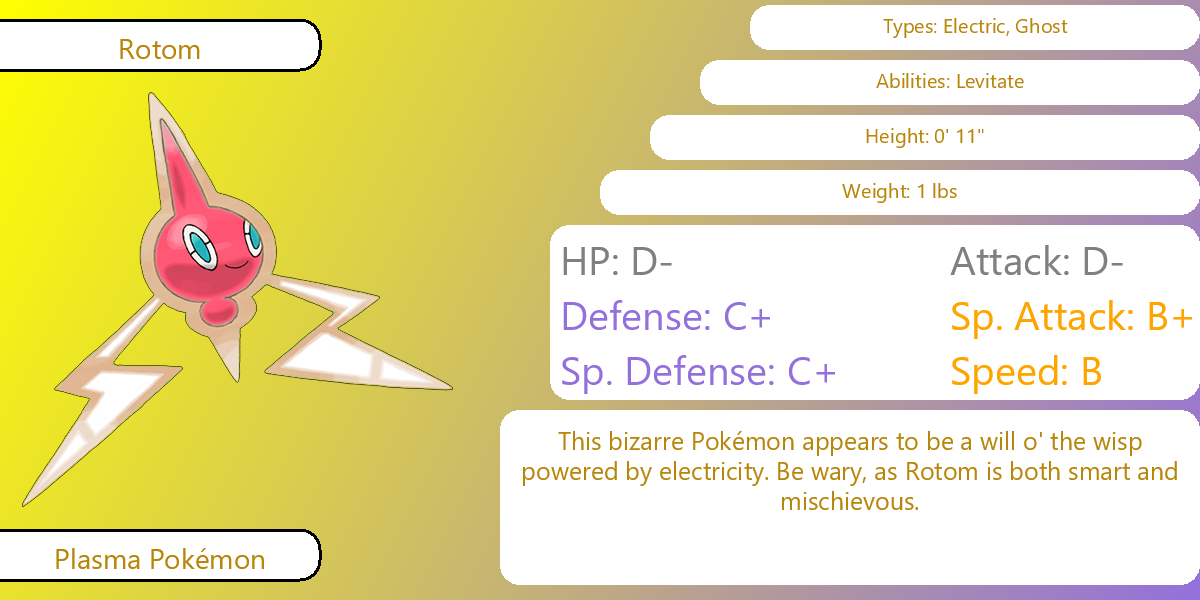 Rotom
Types: Electric, Ghost
Abilities: Levitate
Height: 0' 11"
Weight: 1 lbs
HP: D-
Attack: D-
Defense: C+
Sp. Attack: B+
Sp. Defense: C+
Speed: B
This bizarre Pokémon appears to be a will o' the wisp
powered by electricity. Be wary, as Rotom is both smart and
mischievous.
Plasma Pokémon